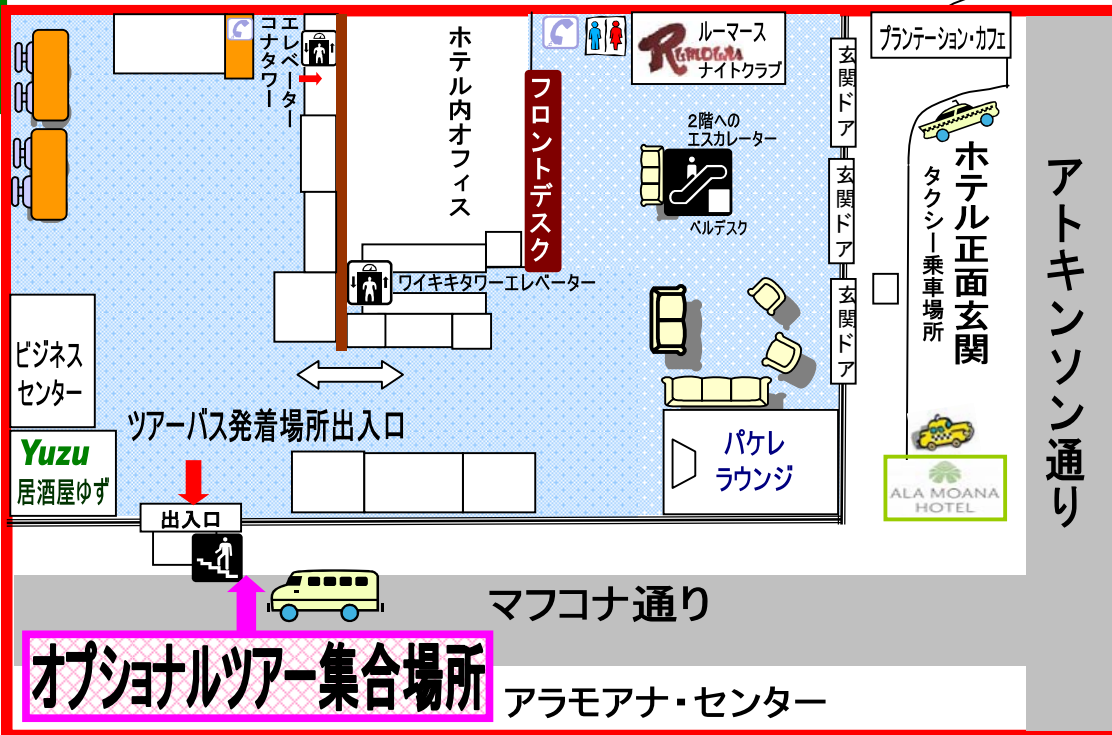 エレベーター
コナタワー
ホテル内オフィス
フロントデスク
ルーマース
RUMOURS
ナイトクラブ
玄関ドア
プランテーション・カフェ
2階への
エスカレーター
ベルデスク
玄関ドア
ホテル正面玄関
タクシー乗車場所
アトキンソン通り
ワイキキタワーエレベーター
玄関ドア
ビジネス
センター
ツアーバス発着場所出入口
パケレ
ラウンジ
Yuzu
居酒屋ゆず
出入口
ALA MOANA
HOTEL
マフコナ通り
オプショナルツアー集合場所
アラモアナ・センター